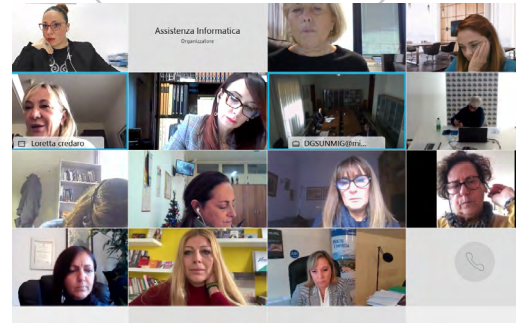 Assistenza Informatica
Organizzatore
Loretta credaro
DGSUNMIG@mi...